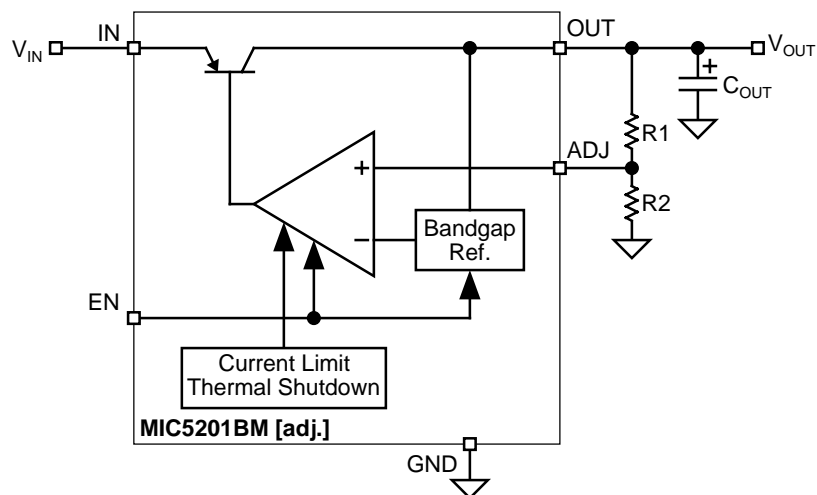 IN
OUT
VIN
VOUT
+
COUT
R1
ADJ
+
R2
Bandgap
Ref.
–
EN
Current Limit
Thermal Shutdown
MIC5201BM [adj.]
GND